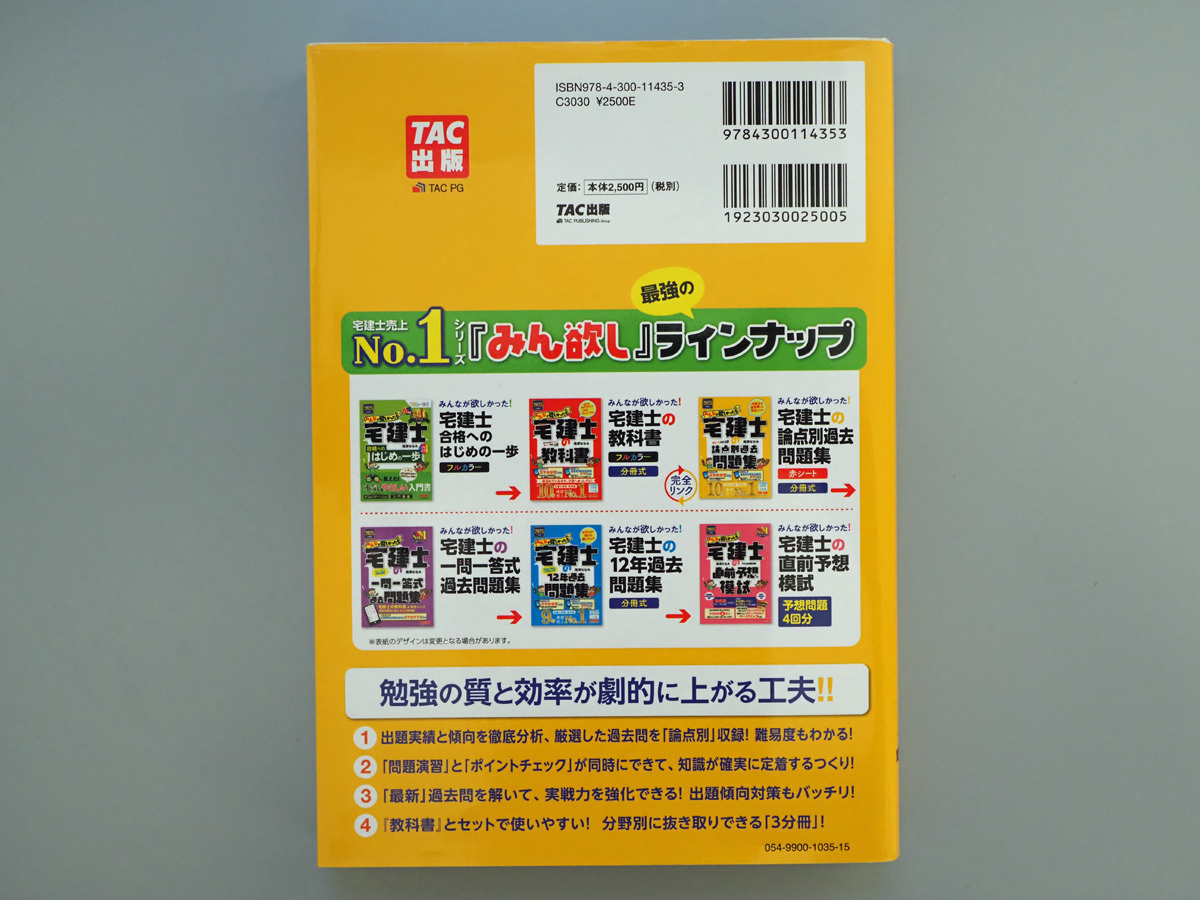 ISBN978-4-300-11435-3
C3030 ¥2500E
9784300114353
定価：本体2,500円（税別）
TAC出版
TAC PUBLISHING Group
1923030025005
TAC
出版
TAC PG
最強の
宅建士売上
No.1
シリーズ
『みん欲し』ラインナップ
みんなが欲しかった！
宅建士
合格への
はじめの一歩
フルカラー
みんなが欲しかった！
宅建士の
教科書
フルカラー
分冊式
完全
リンク
みんなが欲しかった！
宅建士の
論点別過去
問題集
赤シート
分冊式
みんなが欲しかった！
宅建士の
一問一答式
過去問題集
みんなが欲しかった！
宅建士の
12年過去
問題集
分冊式
みんなが欲しかった！
宅建士の
直前予想
模試
予想問題
4回分
※表紙のデザインは変更となる場合があります。
勉強の質と効率が劇的に上がる工夫!!
1 出題実績と傾向を徹底分析、厳選した過去問を「論点別」収録！難易度もわかる！
2 「問題演習」と「ポイントチェック」が同時にできて、知識が確実に定着するつくり！
3 「最新」過去問を解いて、実戦力を強化できる！出題傾向対策もバッチリ！
4 『教科書』とセットで使いやすい！ 分野別に抜き取りできる「3分冊」！
054-9900-1035-15